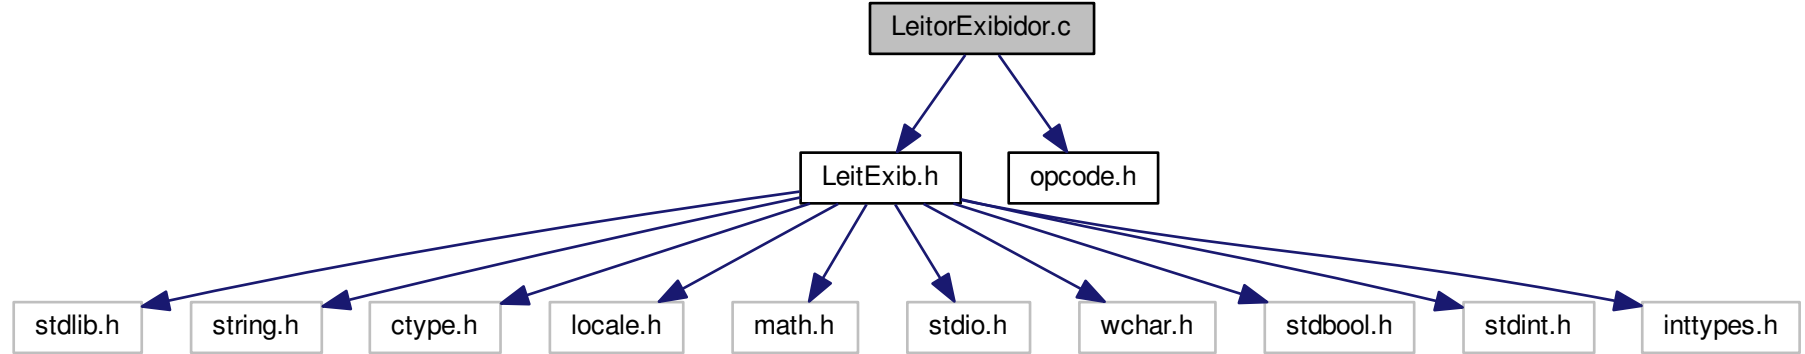 LeitorExibidor.c
LeitExib.h
opcode.h
stdlib.h
string.h
ctype.h
locale.h
math.h
stdio.h
wchar.h
stdbool.h
stdint.h
inttypes.h